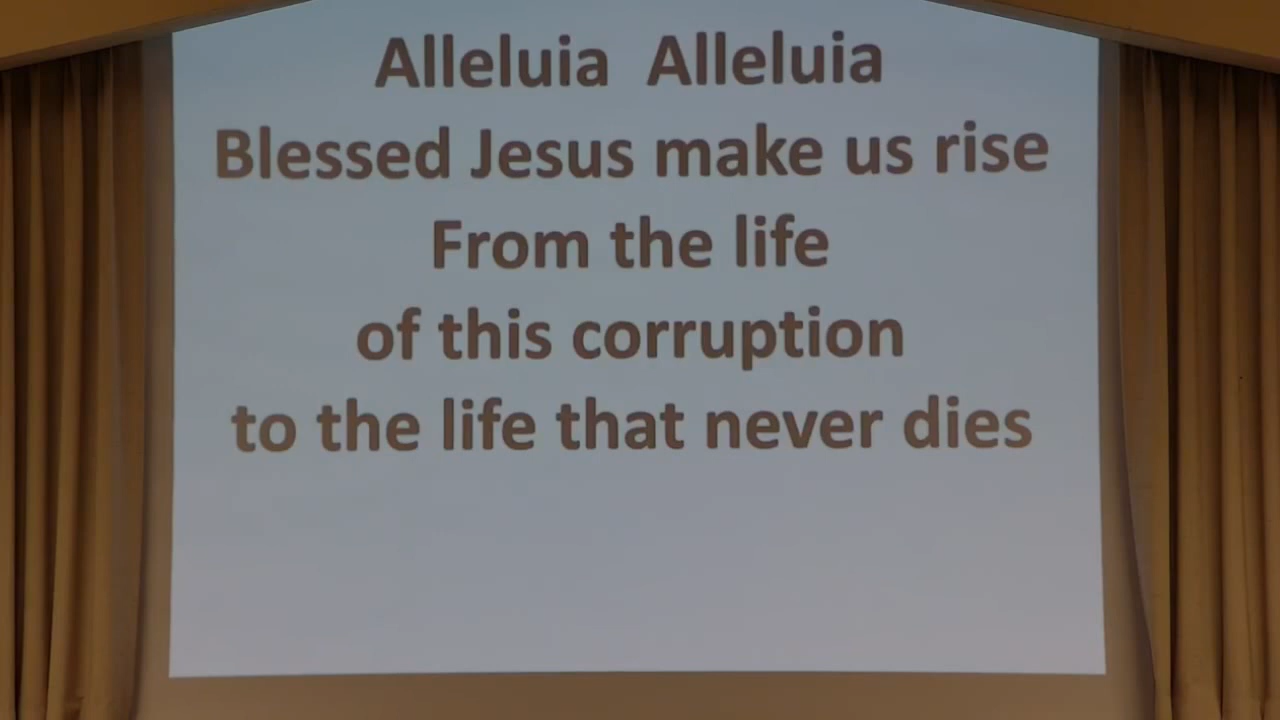 Alleluia Alleluia
Blessed Jesus make us rise
From the life
of this corruption
to the life that never dies